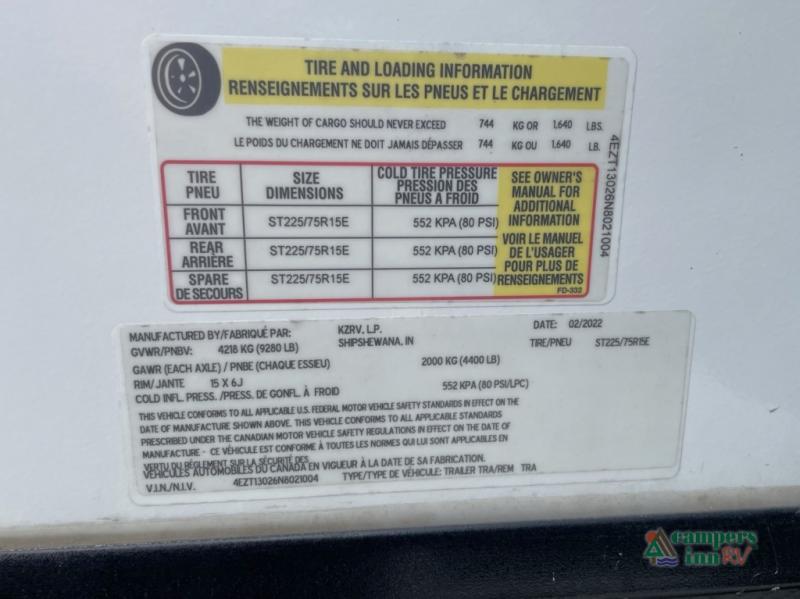 TIRE AND LOADING INFORMATION
RENSEIGNEMENTS SUR LES PNEUS ET LE CHARGEMENT
THE WEIGHT OF CARGO SHOULD NEVER EXCEED 744 KG OR 1,640 LBS.
LE POIDS DU CHARGEMENT NE DOIT JAMAIS DÉPASSER 744 KG OU 1,640 LB.
TIRE
PNEU
SIZE
DIMENSIONS
COLD TIRE PRESSURE
PRESSION DES
PNEUS A FROID
FRONT
AVANT
ST225/75R15E 552 KPA (80 PSI)
REAR
ARRIÈRE
ST225/75R15E 552 KPA (80 PSI)
SPARE
DE SECOURS
ST225/75R15E 552 KPA (80 PSI)
SEE OWNER'S
MANUAL FOR
ADDITIONAL
INFORMATION
VOIR LE MANUEL
DE L'USAGER
POUR PLUS DE
RENSEIGNEMENTS
FD-332
4EZT13026N8021004
MANUFACTURED BY/FABRIQUÉ PAR: KZRV, L.P. DATE: 02/2022
SHIPSHEWANA, IN
GVWR/PNBV: 4218 KG (9280 LB) TIRE/PNEU ST225/75R15E
GAWR (EACH AXLE) / PNBE (CHAQUE ESSIEU) 2000 KG (4400 LB)
RIM/JANTE 15 X 6J
COLD INFL. PRESS. /PRESS. DE GONFL. À FROID 552 KPA (80 PSI/LPC)
THIS VEHICLE CONFORMS TO ALL APPLICABLE U.S. FEDERAL MOTOR VEHICLE SAFETY STANDARDS IN EFFECT ON THE
DATE OF MANUFACTURE SHOWN ABOVE. THIS VEHICLE CONFORMS TO ALL APPLICABLE STANDARDS
PRESCRIBED UNDER THE CANADIAN MOTOR VEHICLE SAFETY REGULATIONS IN EFFECT ON THE DATE OF
MANUFACTURE - CE VÉHICULE EST CONFORME À TOUTES LES NORMES QUI LUI SONT APPLICABLES EN
VERTU DU RÉGLEMENT SUR LA SÉCURITÉ DES
VÉHICULES AUTOMOBILES DU CANADA EN VIGUEUR À LA DATE DE SA FABRICATION.
V.I.N./N.I.V. 4EZT13026N8021004 TYPE/TYPE DE VÉHICULE: TRAILER TRA/REM TRA
campers
inn RV